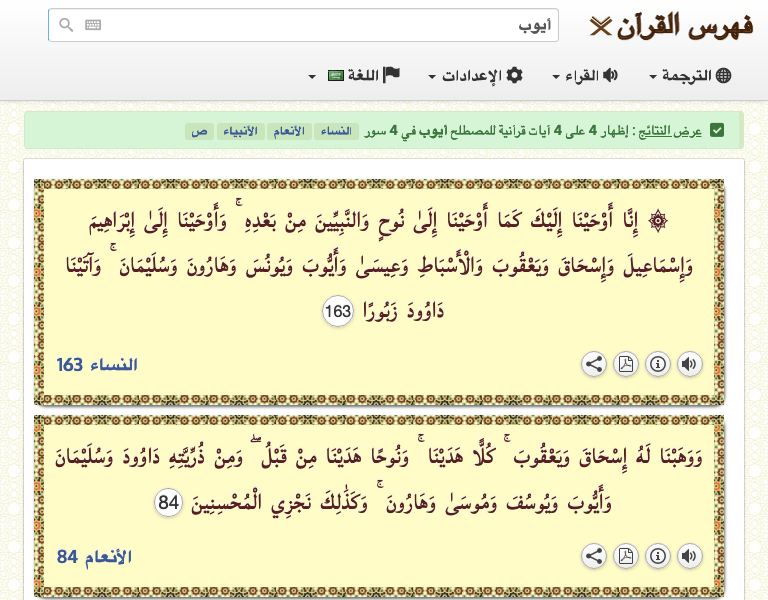 فهرس القرآن
أيوب
الترجمة القراء الإعدادات اللغة
عرض النتائج : إظهار 4 على 4 آيات قرآنية للمصطلح أيوب في 4 سور النساء الأنعام الأنبياء ص
۞ إِنَّا أَوْحَيْنَا إِلَيْكَ كَمَا أَوْحَيْنَا إِلَىٰ نُوحٍ وَالنَّبِيِّينَ مِنْ بَعْدِهِ ۚ وَأَوْحَيْنَا إِلَىٰ إِبْرَاهِيمَ
وَإِسْمَاعِيلَ وَإِسْحَاقَ وَيَعْقُوبَ وَالْأَسْبَاطِ وَعِيسَىٰ وَأَيُّوبَ وَيُونُسَ وَهَارُونَ وَسُلَيْمَانَ ۚ وَآتَيْنَا
دَاوُودَ زَبُورًا 163
النساء 163
وَوَهَبْنَا لَهُ إِسْحَاقَ وَيَعْقُوبَ ۚ كُلًّا هَدَيْنَا ۚ وَنُوحًا هَدَيْنَا مِنْ قَبْلُ ۖ وَمِنْ ذُرِّيَّتِهِ دَاوُودَ وَسُلَيْمَانَ
وَأَيُّوبَ وَيُوسُفَ وَمُوسَىٰ وَهَارُونَ ۚ وَكَذَٰلِكَ نَجْزِي الْمُحْسِنِينَ 84
الأنعام 84